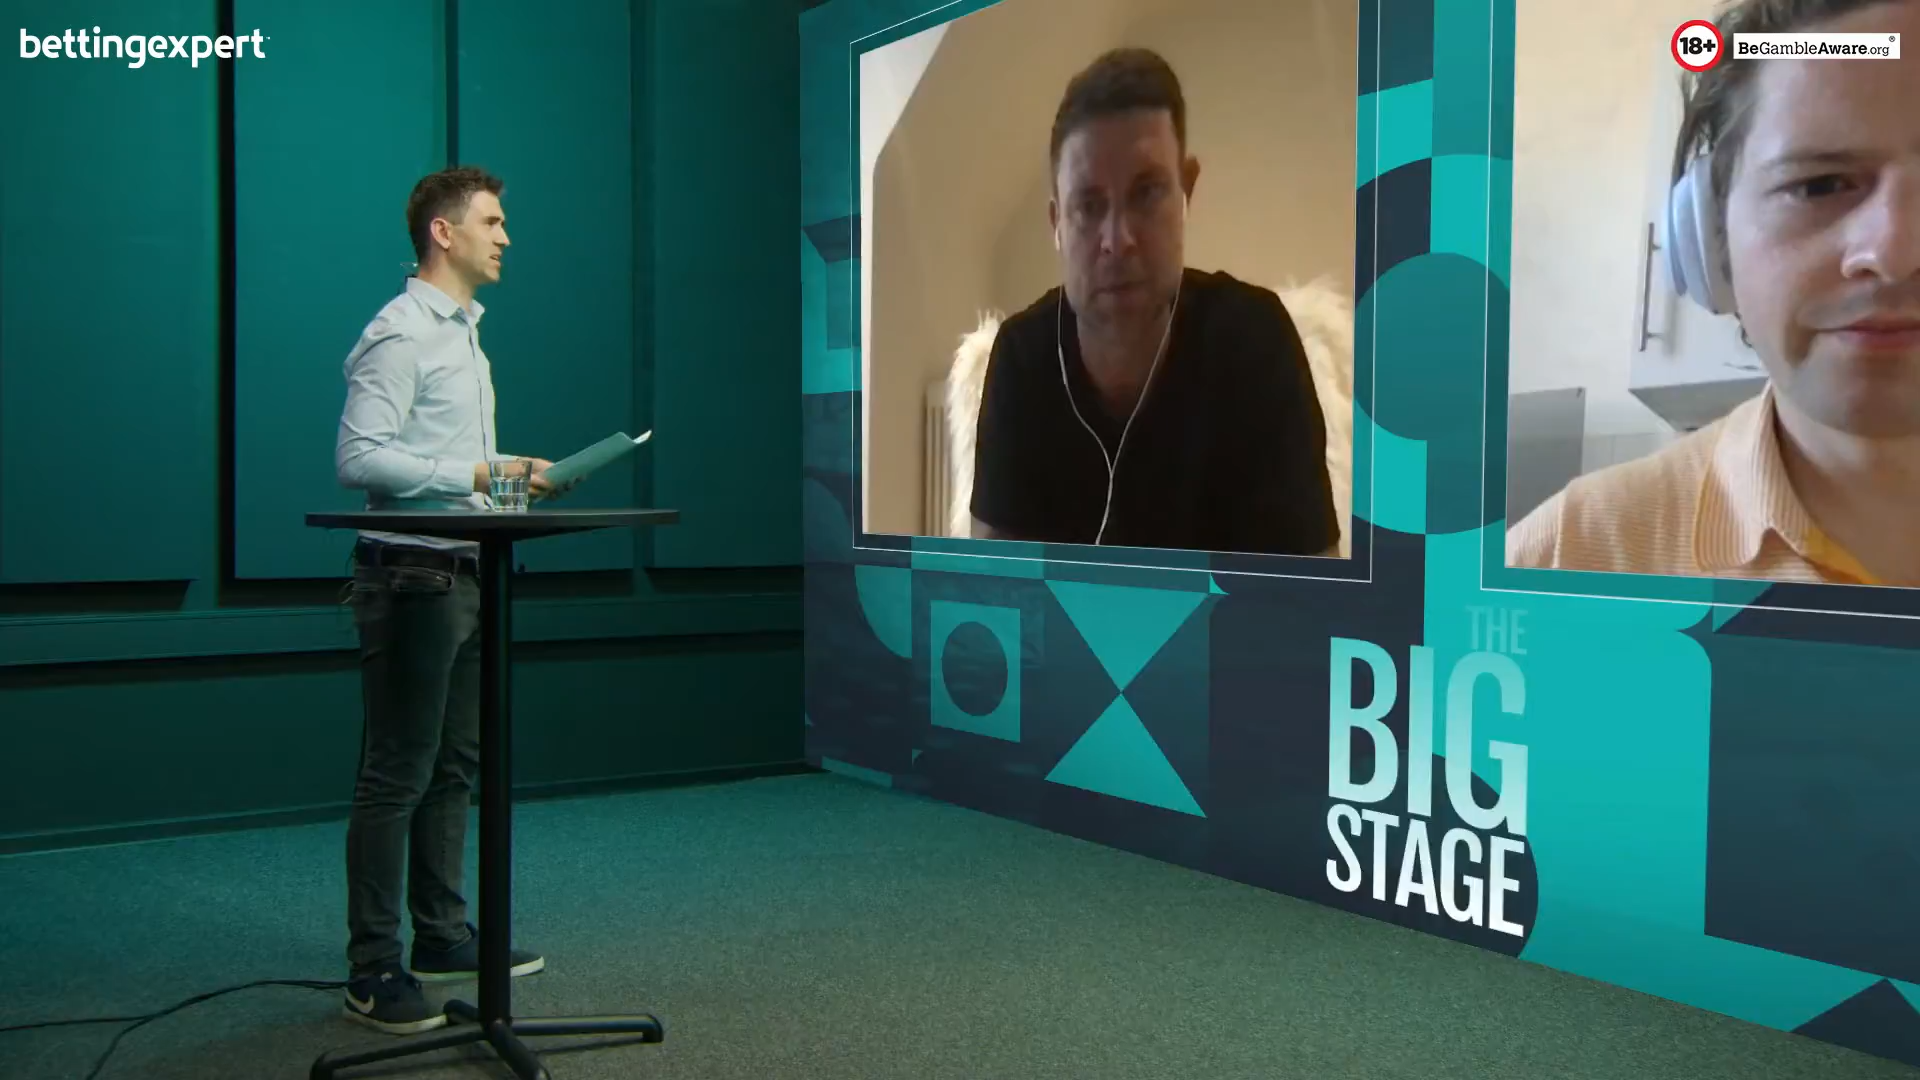 bettingexpert
18+
BeGambleAware.org®
THE
BIG
STAGE